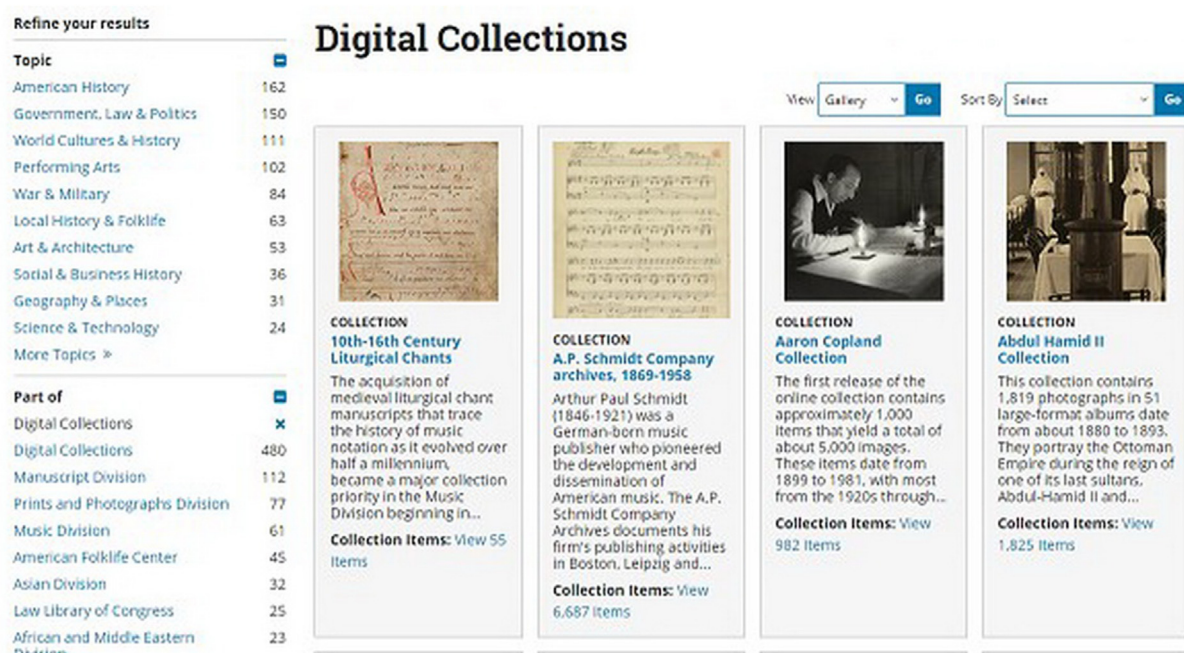 Refine your results
Topic
American History 162
Government, Law & Politics 150
World Cultures & History 111
Performing Arts 102
War & Military 84
Local History & Folklife 63
Art & Architecture 53
Social & Business History 36
Geography & Places 31
Science & Technology 24
More Topics »
Part of
Digital Collections ×
Digital Collections 480
Manuscript Division 112
Prints and Photographs Division 77
Music Division 61
American Folklife Center 45
Asian Division 32
Law Library of Congress 25
African and Middle Eastern 23
Division
Digital Collections
View Gallery Go Sort By Select Go
COLLECTION
10th-16th Century
Liturgical Chants
The acquisition of
medieval liturgical chant
manuscripts that trace
the history of music
notation as it evolved over
half a millennium,
became a major collection
priority in the Music
Division beginning in...
Collection Items: View 55
Items
COLLECTION
A.P. Schmidt Company
archives, 1869-1958
Arthur Paul Schmidt
(1846-1921) was a
German-born music
publisher who pioneered
the development and
dissemination of
American music. The A.P.
Schmidt Company
Archives documents his
firm's publishing activities
in Boston, Leipzig and...
Collection Items: View
6,687 Items
COLLECTION
Aaron Copland
Collection
The first release of the
online collection contains
approximately 1,000
items that yield a total of
about 5,000 images.
These items date from
1899 to 1981, with most
from the 1920s through...
Collection Items: View
982 Items
COLLECTION
Abdul Hamid II
Collection
This collection contains
1,819 photographs in 51
large-format albums date
from about 1880 to 1893.
They portray the Ottoman
Empire during the reign of
one of its last sultans,
Abdul-Hamid II and...
Collection Items: View
1,825 Items